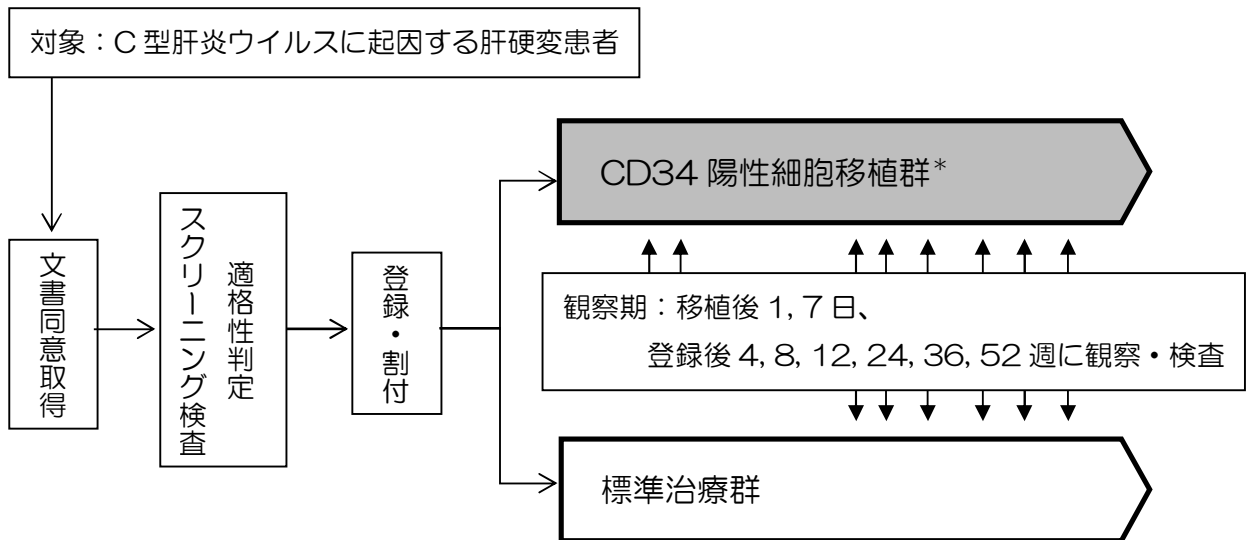 対象：C 型肝炎ウイルスに起因する肝硬変患者
文書同意取得
適格性判定
スクリーニング検査
登録・割付
CD34 陽性細胞移植群*
観察期：移植後 1, 7 日、
登録後 4, 8, 12, 24, 36, 52 週に観察・検査
標準治療群